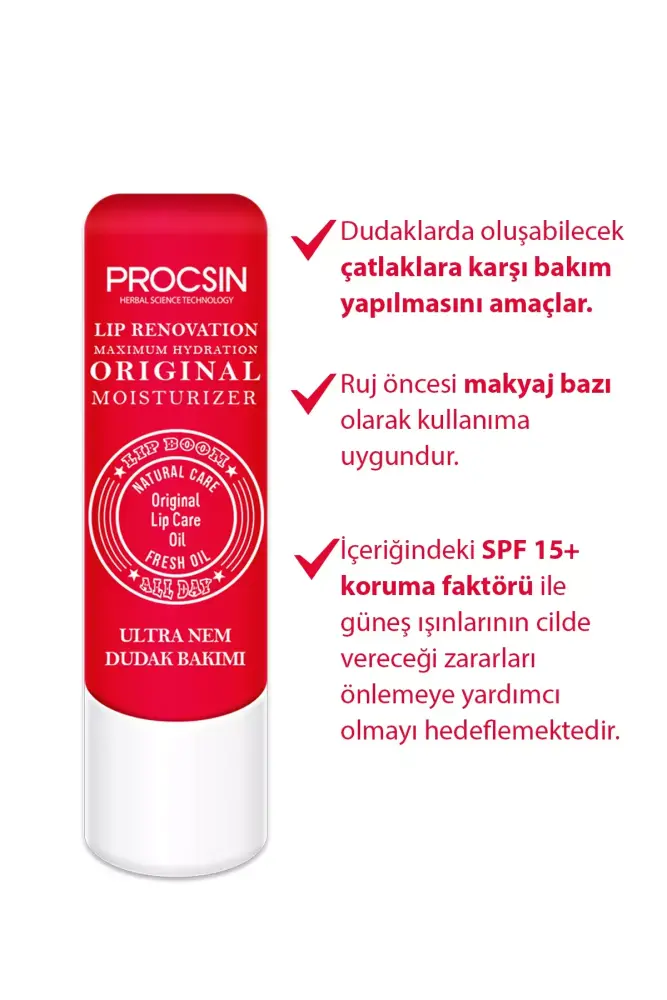 PROCSIN
HERBAL SCIENCE TECHNOLOGY
LIP RENOVATION
MAXIMUM HYDRATION
ORIGINAL
MOISTURIZER
LIP BOOM
NATURAL CARE
Original
Lip Care
Oil
FRESH OIL
ALL DAY
ULTRA NEM
DUDAK BAKIMI
Dudaklarda oluşabilecek
çatlaklara karşı bakım
yapılmasını amaçlar.
Ruj öncesi makyaj bazı
olarak kullanıma
uygundur.
İçeriğindeki SPF 15+
koruma faktörü ile
güneş ışınlarının cilde
vereceği zararları
önlemeye yardımcı
olmayı hedeflemektedir.